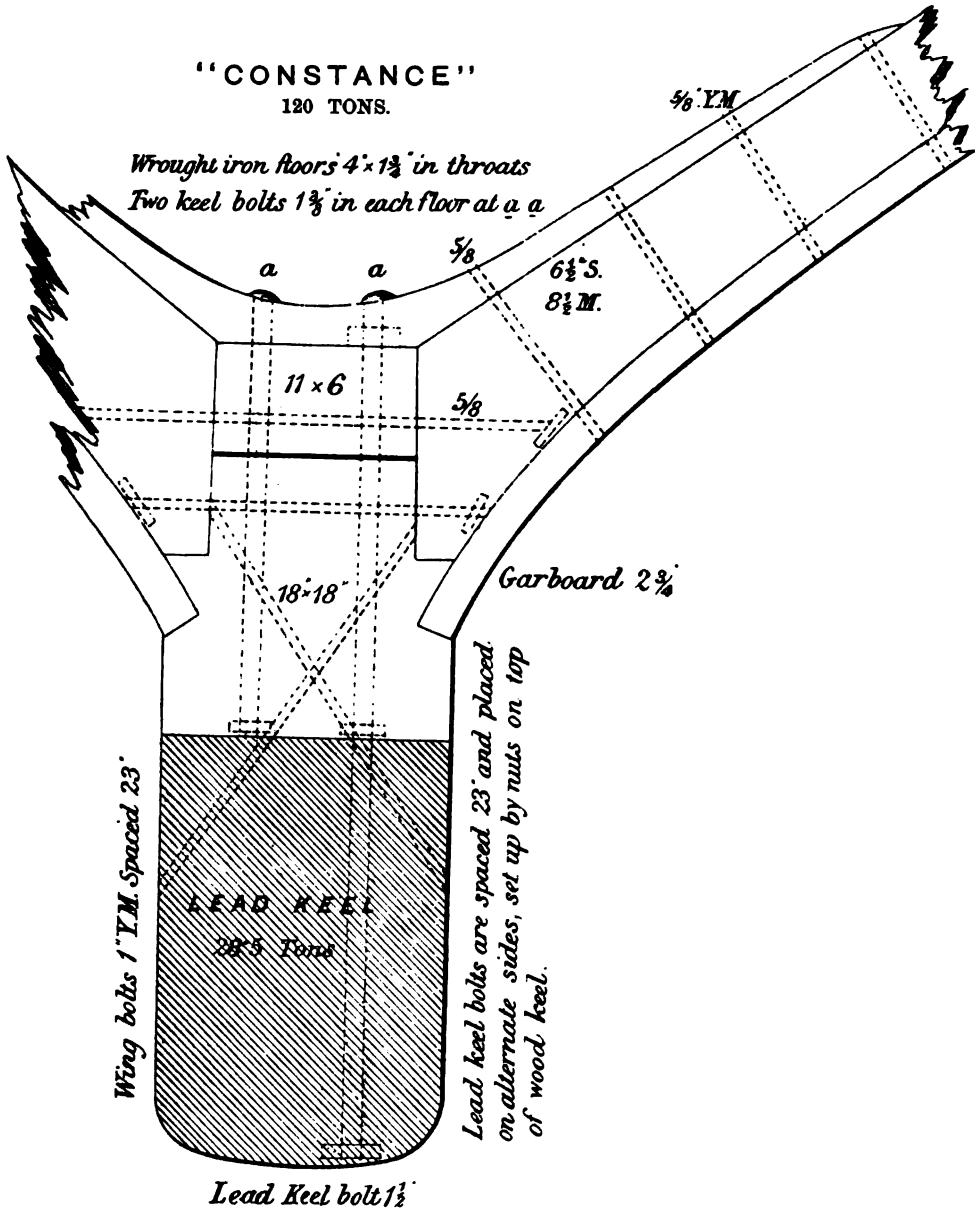 "CONSTANCE"
120 TONS.
Wrought iron floors 4" × 1¾" in throats
Two keel bolts 1⅜" in each floor at a a
5/8" Y.M
5/8
a a
6½" S.
8½ M.
11 × 6
5/8
18" × 18"
Garboard 2¾"
Wing bolts 1" Y.M. Spaced 23"
Lead keel bolts are spaced 23" and placed
on alternate sides, set up by nuts on top
of wood keel.
LEAD KEEL
28·5 Tons
Lead Keel bolt 1½"